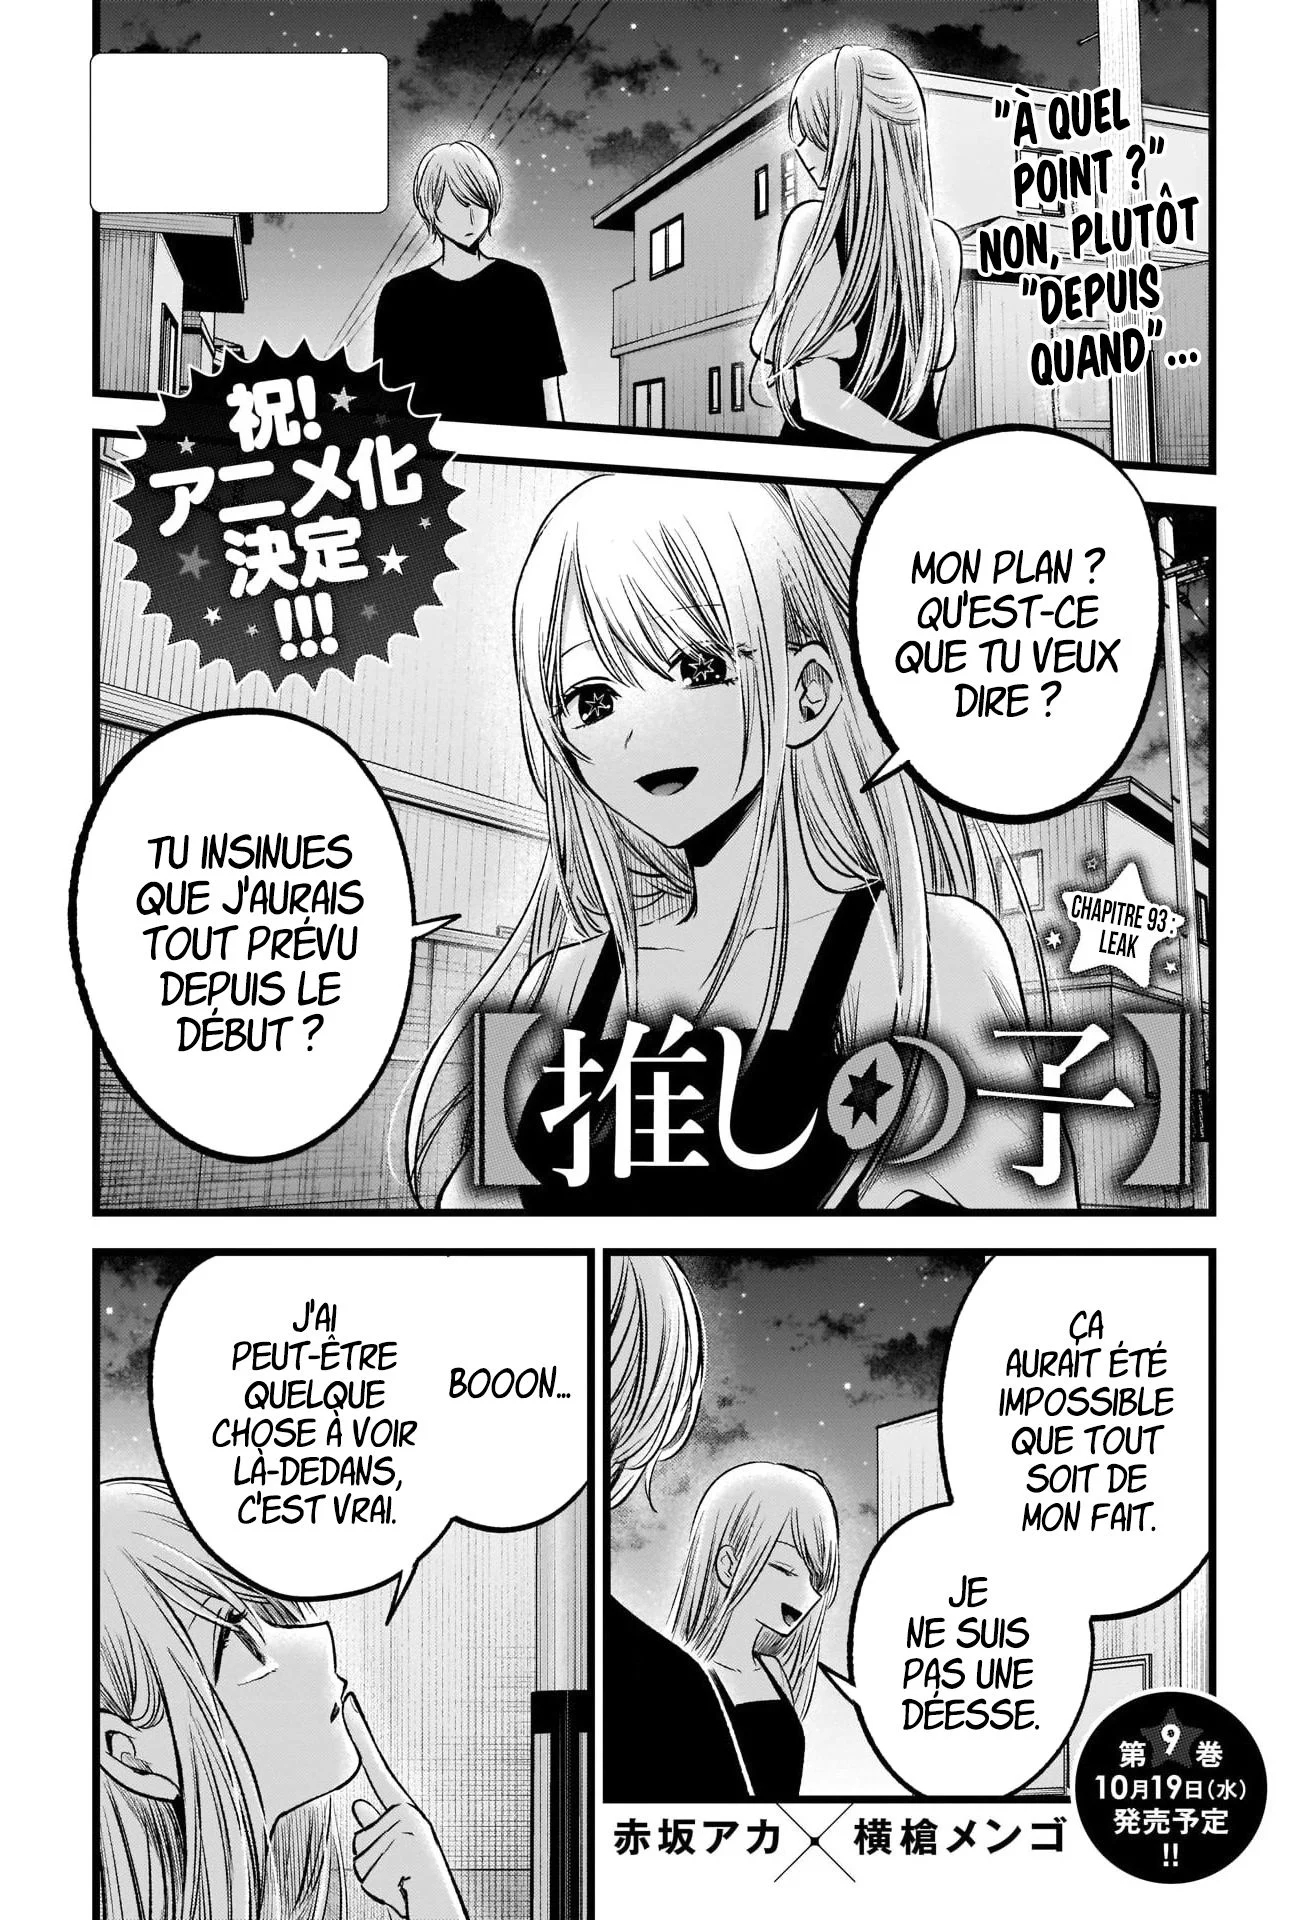 "À QUEL
POINT ?"
NON, PLUTÔT
"DEPUIS
QUAND"...
祝!
アニメ化
決定
!!!
MON PLAN ?
QU'EST-CE
QUE TU VEUX
DIRE ?
TU INSINUES
QUE J'AURAIS
TOUT PRÉVU
DEPUIS LE
DÉBUT ?
CHAPITRE 93 :
LEAK
【推しの子】
J'AI
PEUT-ÊTRE
QUELQUE
CHOSE À VOIR
LÀ-DEDANS,
C'EST VRAI.
BOOON...
ÇA
AURAIT ÉTÉ
IMPOSSIBLE
QUE TOUT
SOIT DE
MON FAIT.
JE
NE SUIS
PAS UNE
DÉESSE.
第9巻
10月19日(水)
発売予定
!!
赤坂アカ×横槍メンゴ